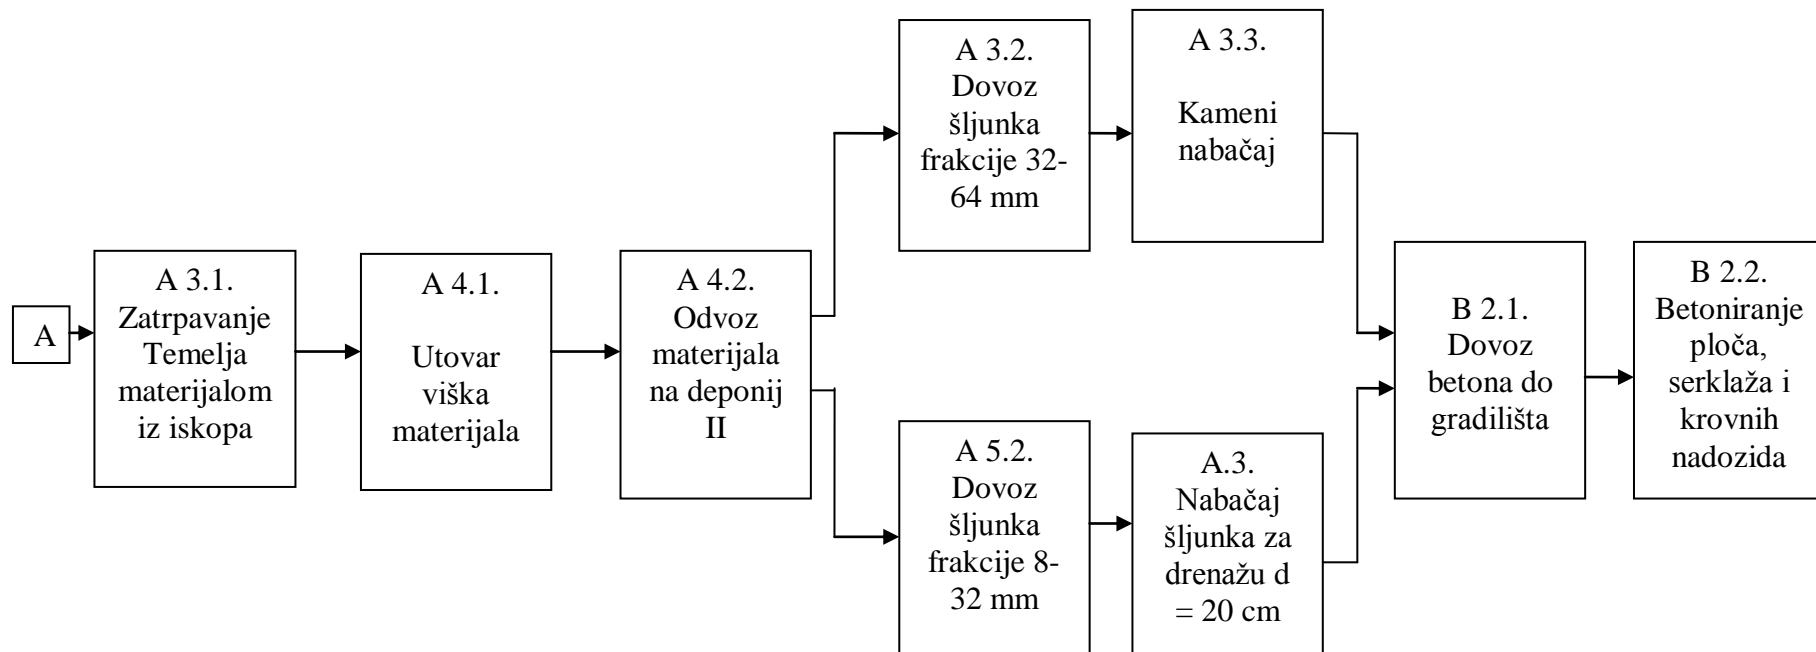 A
A 3.1.
Zatrpavanje
Temelja
materijalom
iz iskopa
A 4.1.
Utovar
viška
materijala
A 4.2.
Odvoz
materijala
na deponij
II
A 3.2.
Dovoz
šljunka
frakcije 32-
64 mm
A 3.3.
Kameni
nabačaj
A 5.2.
Dovoz
šljunka
frakcije 8-
32 mm
A.3.
Nabačaj
šljunka za
drenažu d
= 20 cm
B 2.1.
Dovoz
betona do
gradilišta
B 2.2.
Betoniranje
ploča,
serklaža i
krovnih
nadozida